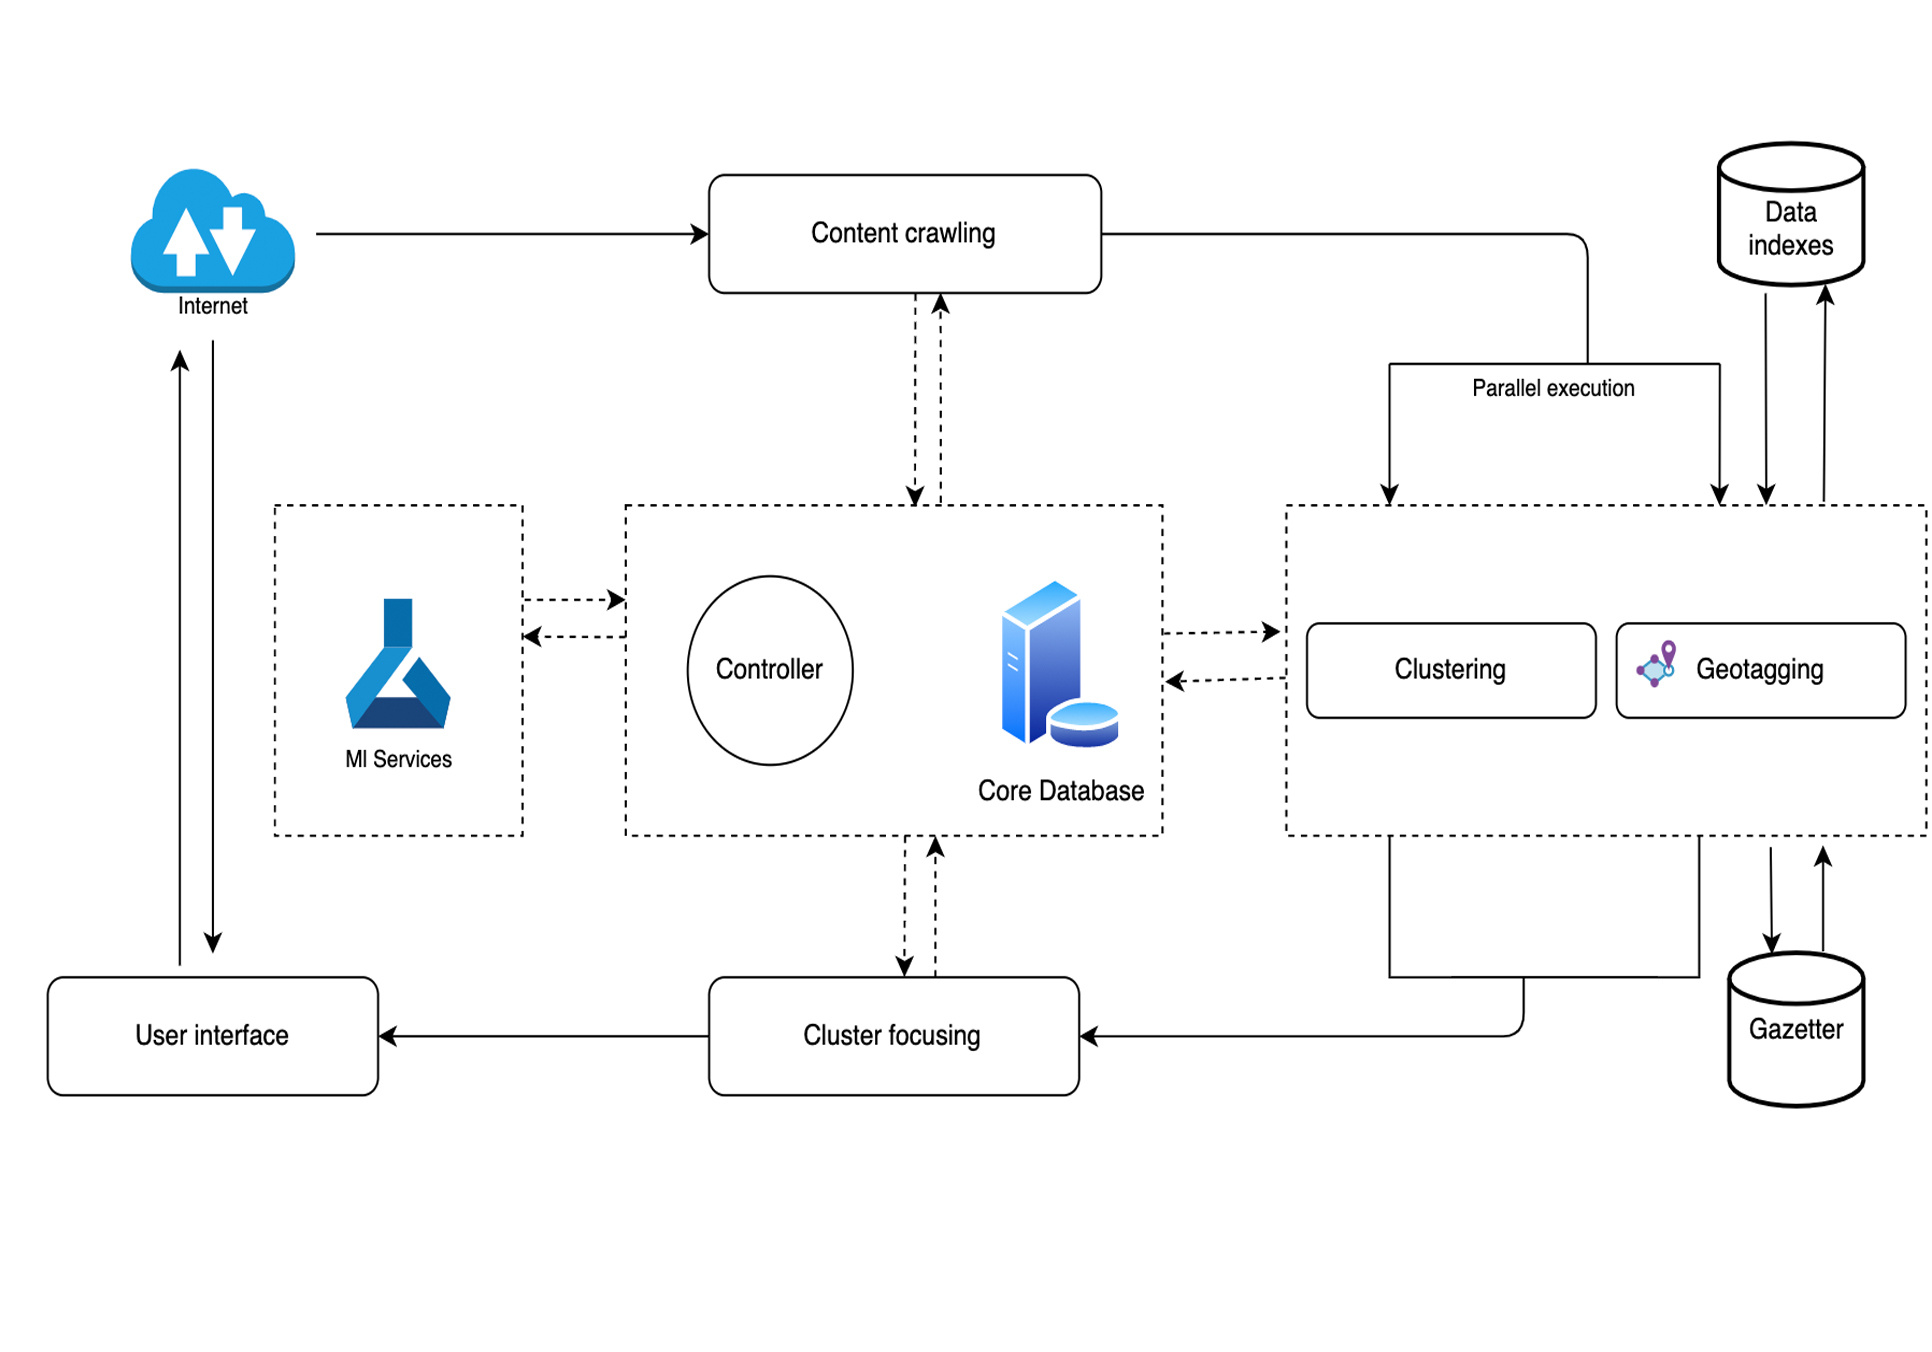 Internet
Content crawling
Data
indexes
Parallel execution
Ml Services
Controller
Core Database
Clustering
Geotagging
User interface
Cluster focusing
Gazetter